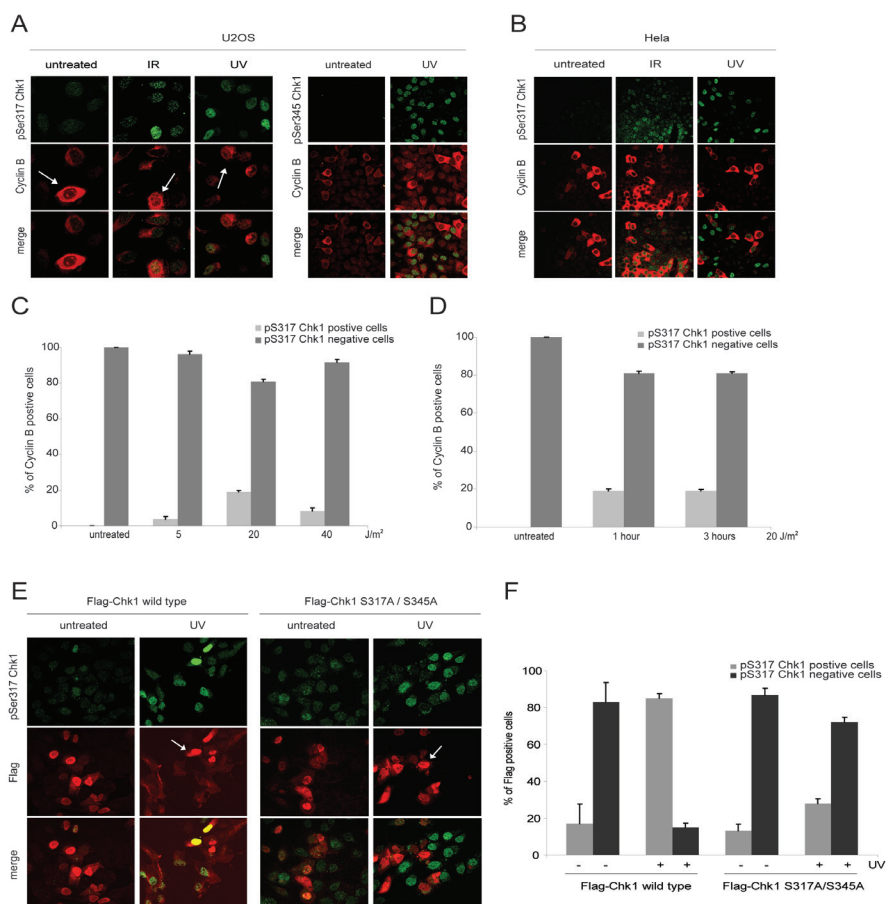 A
U2OS
untreated IR UV
untreated UV
pSer317 Chk1
Cyclin B
merge
pSer345 Chk1
Cyclin B
merge
B
Hela
untreated IR UV
pSer317 Chk1
Cyclin B
merge
C
pS317 Chk1 postive cells
pS317 Chk1 negative cells
% of Cyclin B postive cells
100
80
60
40
20
0
untreated 5 20 40 J/m²
D
pS317 Chk1 positive cells
pS317 Chk1 negative cells
% of Cyclin B postive cells
100
80
60
40
20
0
untreated 1 hour 3 hours 20 J/m²
E
Flag-Chk1 wild type Flag-Chk1 S317A / S345A
untreated UV untreated UV
pSer317 Chk1
Flag
merge
F
pS317 Chk1 postive cells
pS317 Chk1 negative cells
% of Flag positive cells
100
80
60
40
20
0
- - + + - - + + UV
Flag-Chk1 wild type Flag-Chk1 S317A/S345A